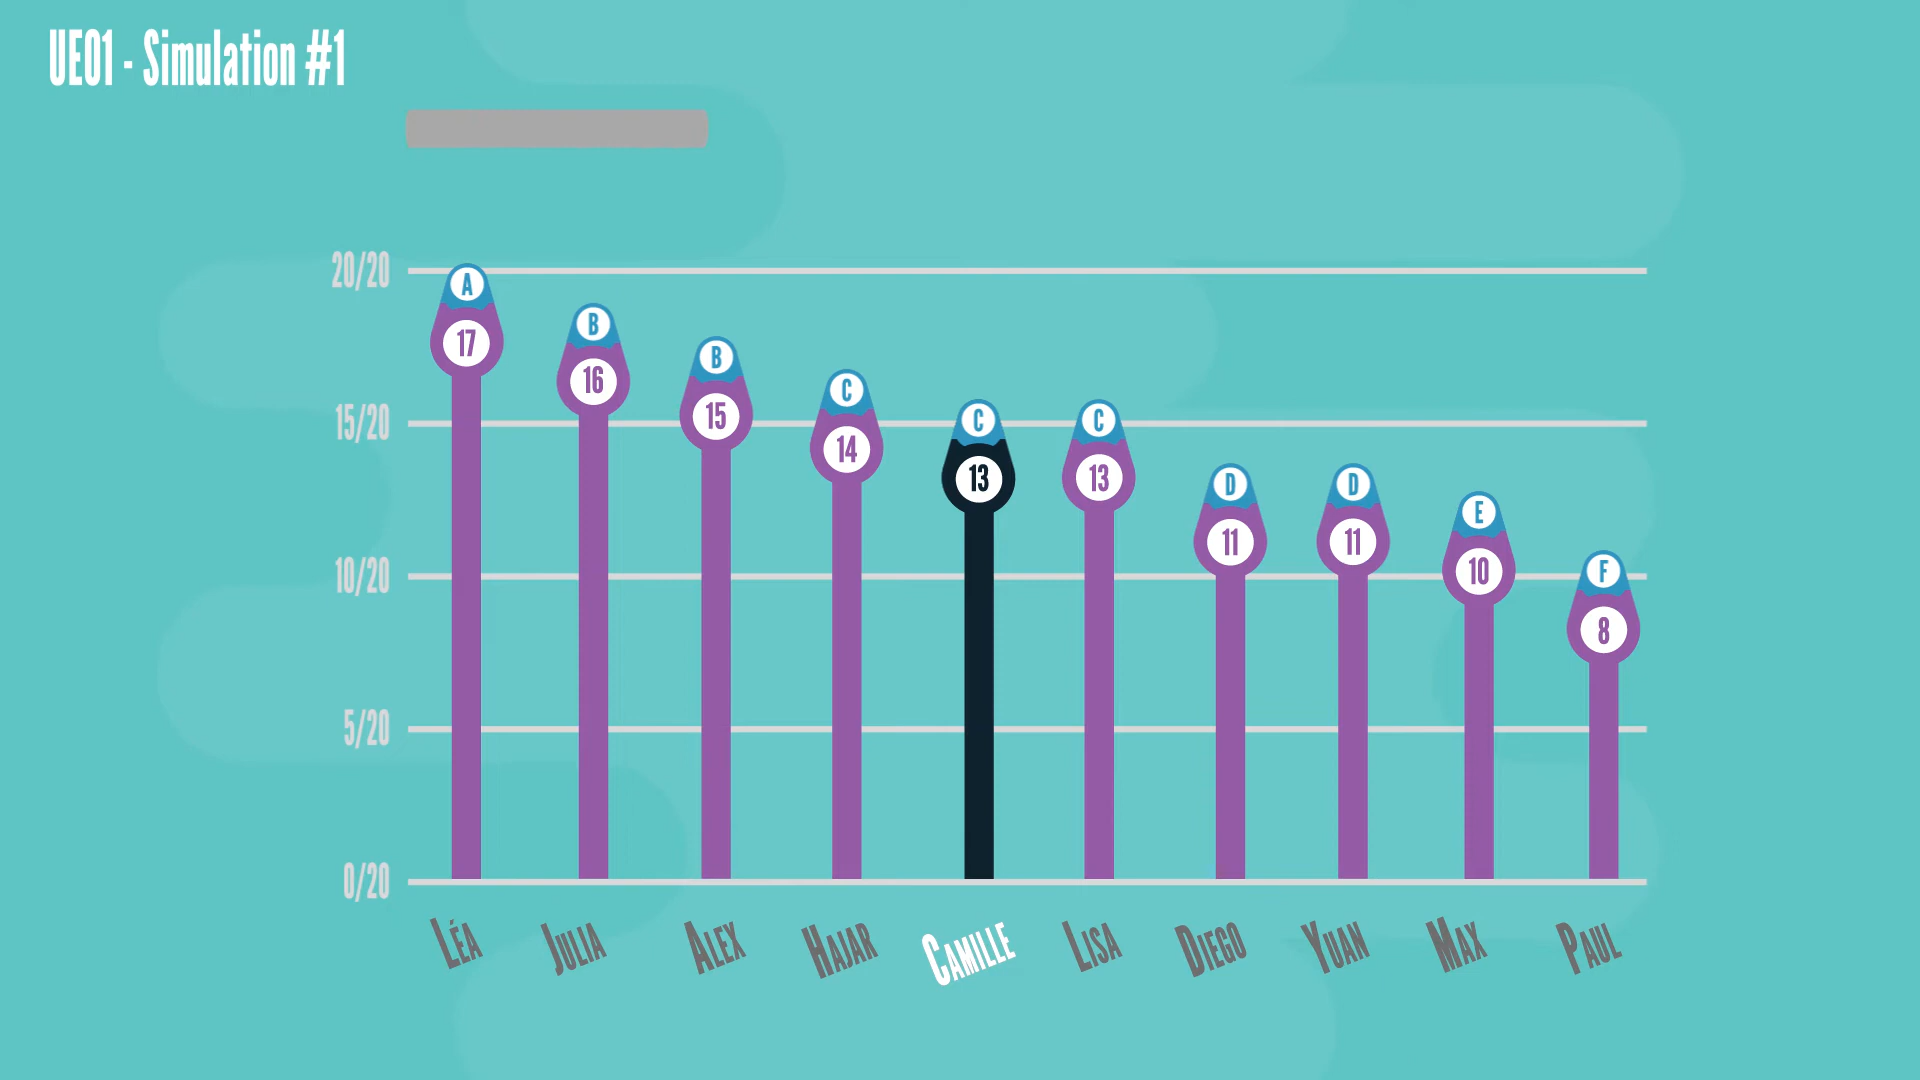 UE01 - Simulation #1
20/20
15/20
10/20
5/20
0/20
A
17
B
16
B
15
C
14
C
13
C
13
D
11
D
11
E
10
F
8
LÉA
JULIA
ALEX
HAJAR
CAMILLE
LISA
DIEGO
YUAN
MAX
PAUL